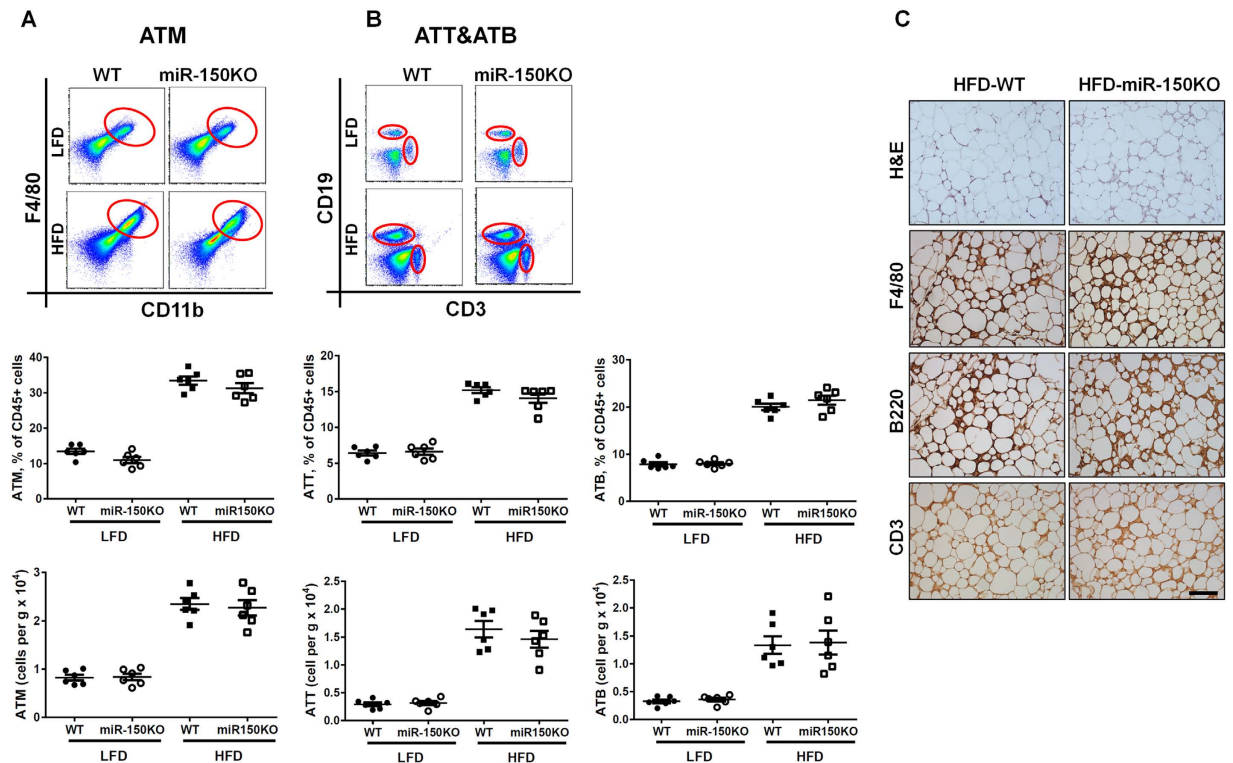 A
ATM
WT miR-150KO
LFD
HFD
F4/80
CD11b
B
ATT&ATB
WT miR-150KO
LFD
HFD
CD19
CD3
ATM, % of CD45+ cells
40
30
20
10
0
WT miR-150KO WT miR150KO
LFD HFD
ATT, % of CD45+ cells
20
15
10
5
0
WT miR-150KO WT miR150KO
LFD HFD
ATB, % of CD45+ cells
30
20
10
0
WT miR-150KO WT miR150KO
LFD HFD
ATM (cells per g x 10⁴)
3
2
1
0
WT miR-150KO WT miR150KO
LFD HFD
ATT (cell per g x 10⁴)
2.5
2.0
1.5
1.0
0.5
0.0
WT miR-150KO WT miR150KO
LFD HFD
ATB (cell per g x 10⁴)
2.5
2.0
1.5
1.0
0.5
0.0
WT miR-150KO WT miR150KO
LFD HFD
C
HFD-WT HFD-miR-150KO
H&E
F4/80
B220
CD3